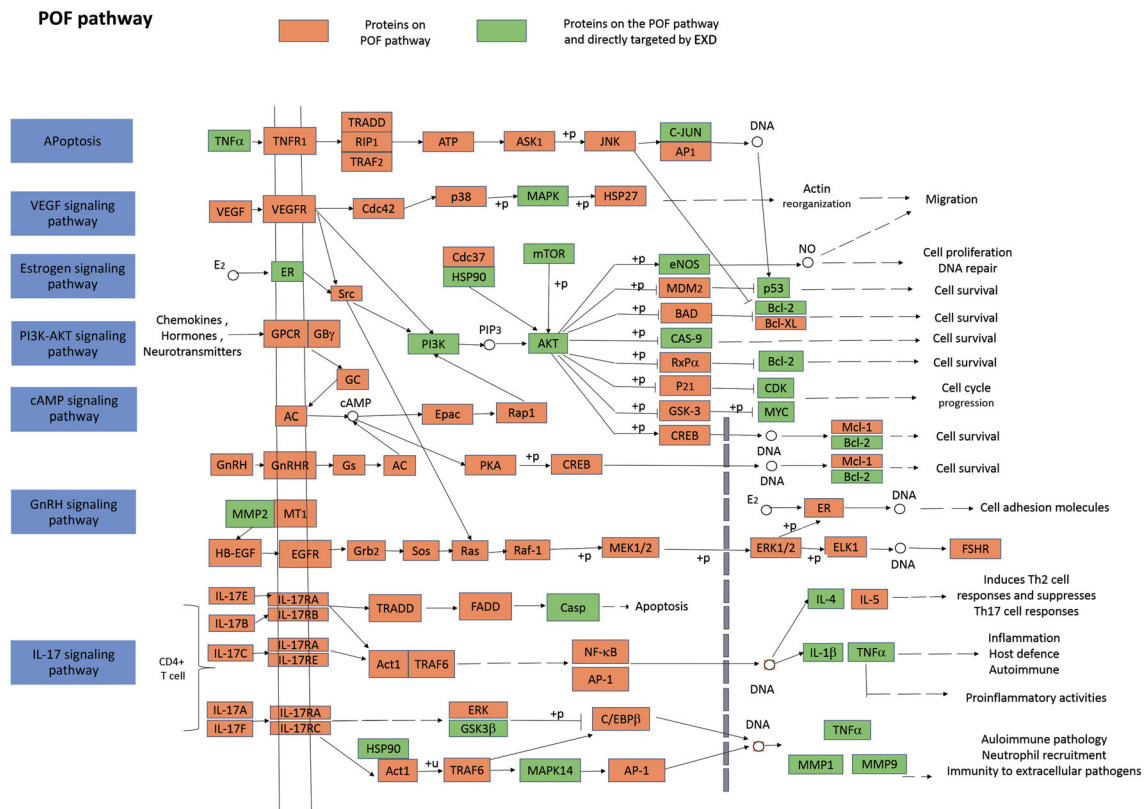 POF pathway
Proteins on
POF pathway
Proteins on the POF pathway
and directly targeted by EXD
APoptosis
TNFα
TNFR1
TRADD
RIP1
TRAF2
ATP
ASK1
+p
JNK
C-JUN
AP1
DNA
VEGF signaling
pathway
VEGF
VEGFR
Cdc42
p38
+p
MAPK
+p
HSP27
Actin
reorganization
Migration
Estrogen signaling
pathway
E2
ER
Src
Cdc37
HSP90
mTOR
+p
+p
eNOS
NO
Cell proliferation
DNA repair
+p
MDM2
p53
Cell survival
PI3K-AKT signaling
pathway
Chemokines ,
Hormones ,
Neurotransmitters
GPCR
GBγ
PI3K
PIP3
AKT
+p
BAD
Bcl-2
Bcl-XL
Cell survival
+p
CAS-9
Cell survival
+p
RxPα
Bcl-2
Cell survival
GC
+p
P21
CDK
Cell cycle
progression
cAMP signaling
pathway
AC
cAMP
Epac
Rap1
+p
GSK-3
+p
MYC
+p
CREB
DNA
Mcl-1
Bcl-2
Cell survival
GnRH
GnRHR
Gs
AC
PKA
+p
CREB
DNA
Mcl-1
Bcl-2
Cell survival
GnRH signaling
pathway
MMP2
MT1
E2
ER
DNA
Cell adhesion molecules
HB-EGF
EGFR
Grb2
Sos
Ras
Raf-1
+p
MEK1/2
+p
ERK1/2
+p
+p
ELK1
DNA
FSHR
IL-17 signaling
pathway
CD4+
T cell
IL-17E
IL-17B
IL-17RA
IL-17RB
TRADD
FADD
Casp
Apoptosis
IL-4
IL-5
Induces Th2 cell
responses and suppresses
Th17 cell responses
IL-17C
IL-17RA
IL-17RE
Act1
TRAF6
NF-κB
AP-1
DNA
IL-1β
TNFα
Inflammation
Host defence
Autoimmune
Proinflammatory activities
IL-17A
IL-17F
IL-17RA
IL-17RC
ERK
GSK3β
+p
C/EBPβ
DNA
TNFα
HSP90
Act1
+u
TRAF6
MAPK14
AP-1
MMP1
MMP9
Auloimmune pathology
Neutrophil recruitment
Immunity to extracellular pathogens